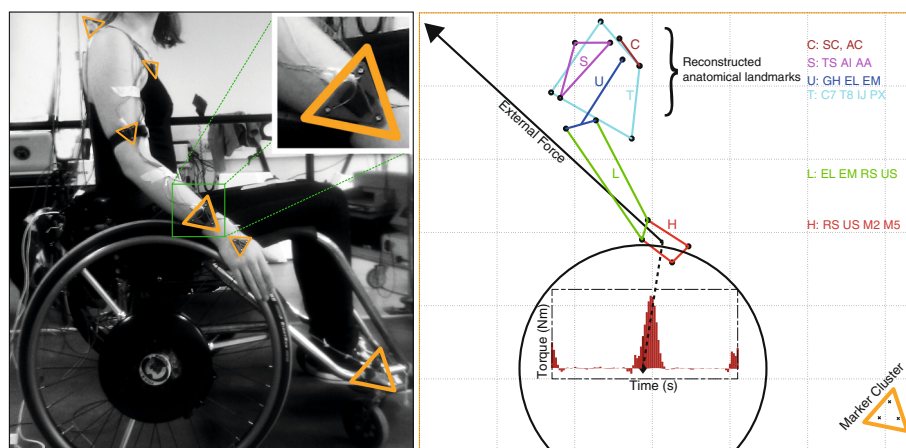 C
S
U
T
Reconstructed
anatomical landmarks
C: SC, AC
S: TS AI AA
U: GH EL EM
T: C7 T8 IJ PX
External Force
L
L: EL EM RS US
H
H: RS US M2 M5
Torque (Nm)
Time (s)
Marker Cluster